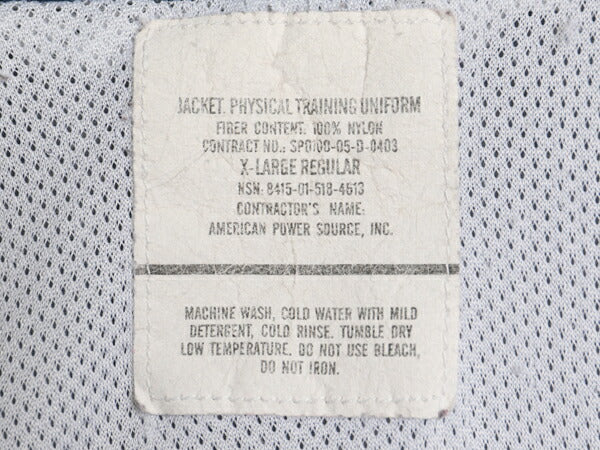 JACKET, PHYSICAL TRAINING UNIFORM
FIBER CONTENT: 100% NYLON
CONTRACT NO.: SPO100-05-D-0403
X-LARGE REGULAR
NSN: 8415-01-518-4613
CONTRACTOR'S NAME:
AMERICAN POWER SOURCE, INC.
MACHINE WASH, COLD WATER WITH MILD
DETERGENT, COLD RINSE. TUMBLE DRY
LOW TEMPERATURE. DO NOT USE BLEACH,
DO NOT IRON.